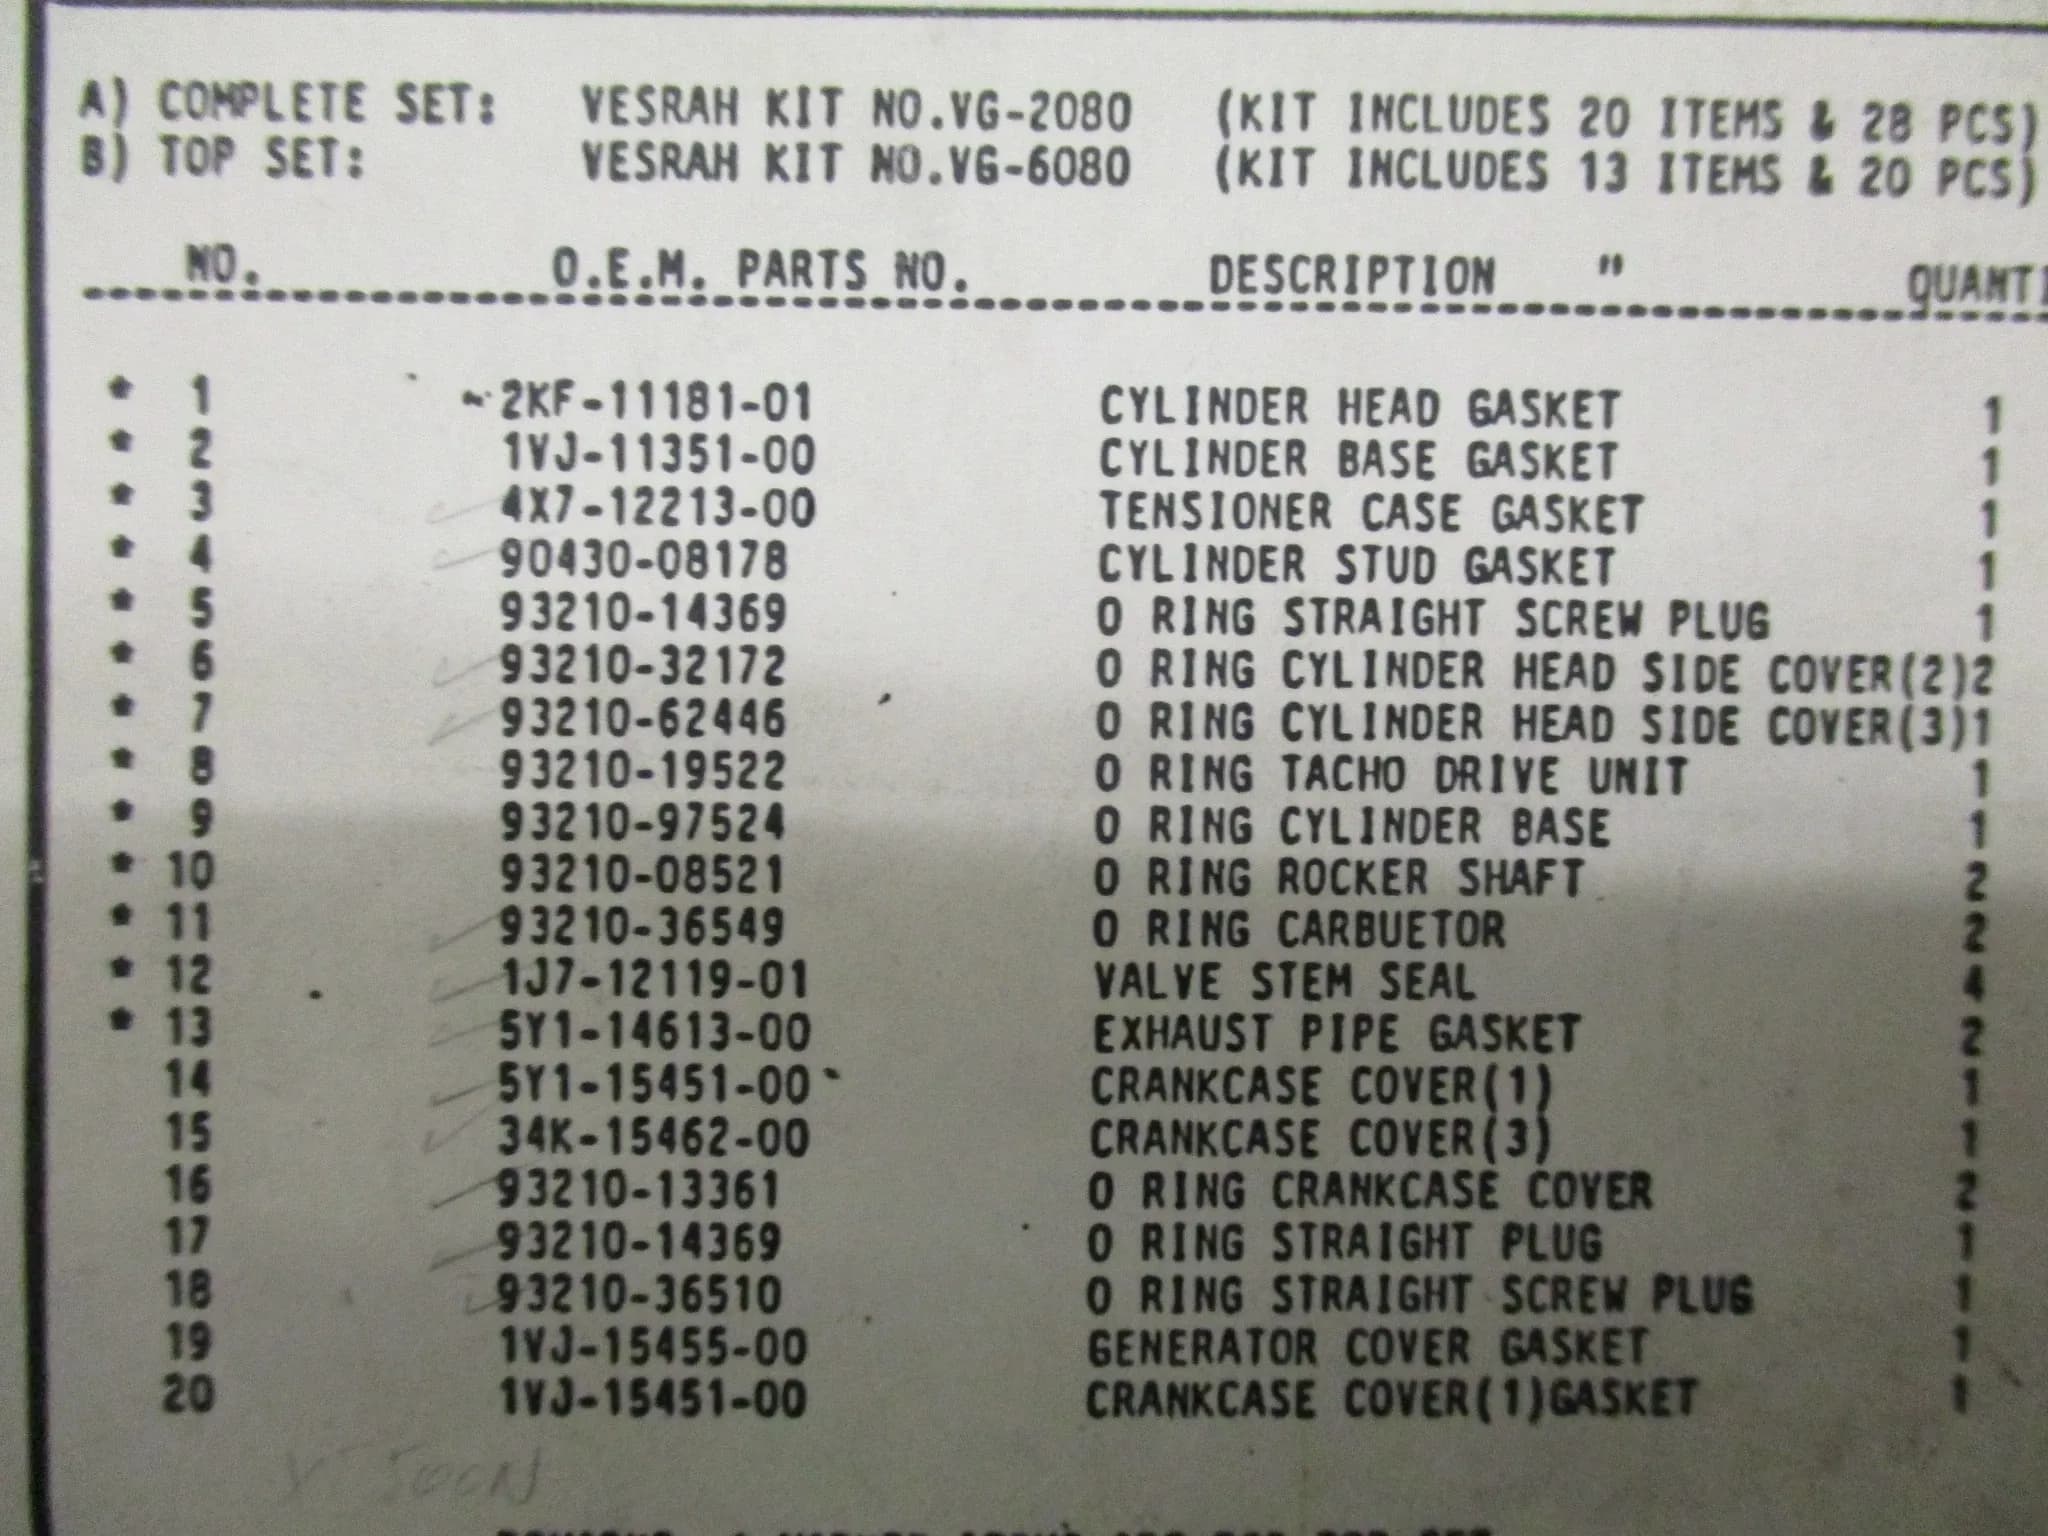 A) COMPLETE SET: VESRAH KIT NO.VG-2080 (KIT INCLUDES 20 ITEMS & 28 PCS)
B) TOP SET: VESRAH KIT NO.VG-6080 (KIT INCLUDES 13 ITEMS & 20 PCS)
NO. O.E.M. PARTS NO. DESCRIPTION " QUANTI
* 1 2KF-11181-01 CYLINDER HEAD GASKET 1
* 2 1VJ-11351-00 CYLINDER BASE GASKET 1
* 3 4X7-12213-00 TENSIONER CASE GASKET 1
* 4 90430-08178 CYLINDER STUD GASKET 1
* 5 93210-14369 O RING STRAIGHT SCREW PLUG 1
* 6 93210-32172 O RING CYLINDER HEAD SIDE COVER(2)2
* 7 93210-62446 O RING CYLINDER HEAD SIDE COVER(3)1
* 8 93210-19522 O RING TACHO DRIVE UNIT 1
* 9 93210-97524 O RING CYLINDER BASE 1
* 10 93210-08521 O RING ROCKER SHAFT 2
* 11 93210-36549 O RING CARBUETOR 2
* 12 1J7-12119-01 VALVE STEM SEAL 4
* 13 5Y1-14613-00 EXHAUST PIPE GASKET 2
14 5Y1-15451-00 CRANKCASE COVER(1) 1
15 34K-15462-00 CRANKCASE COVER(3) 1
16 93210-13361 O RING CRANKCASE COVER 2
17 93210-14369 O RING STRAIGHT PLUG 1
18 93210-36510 O RING STRAIGHT SCREW PLUG 1
19 1VJ-15455-00 GENERATOR COVER GASKET 1
20 1VJ-15451-00 CRANKCASE COVER(1)GASKET 1